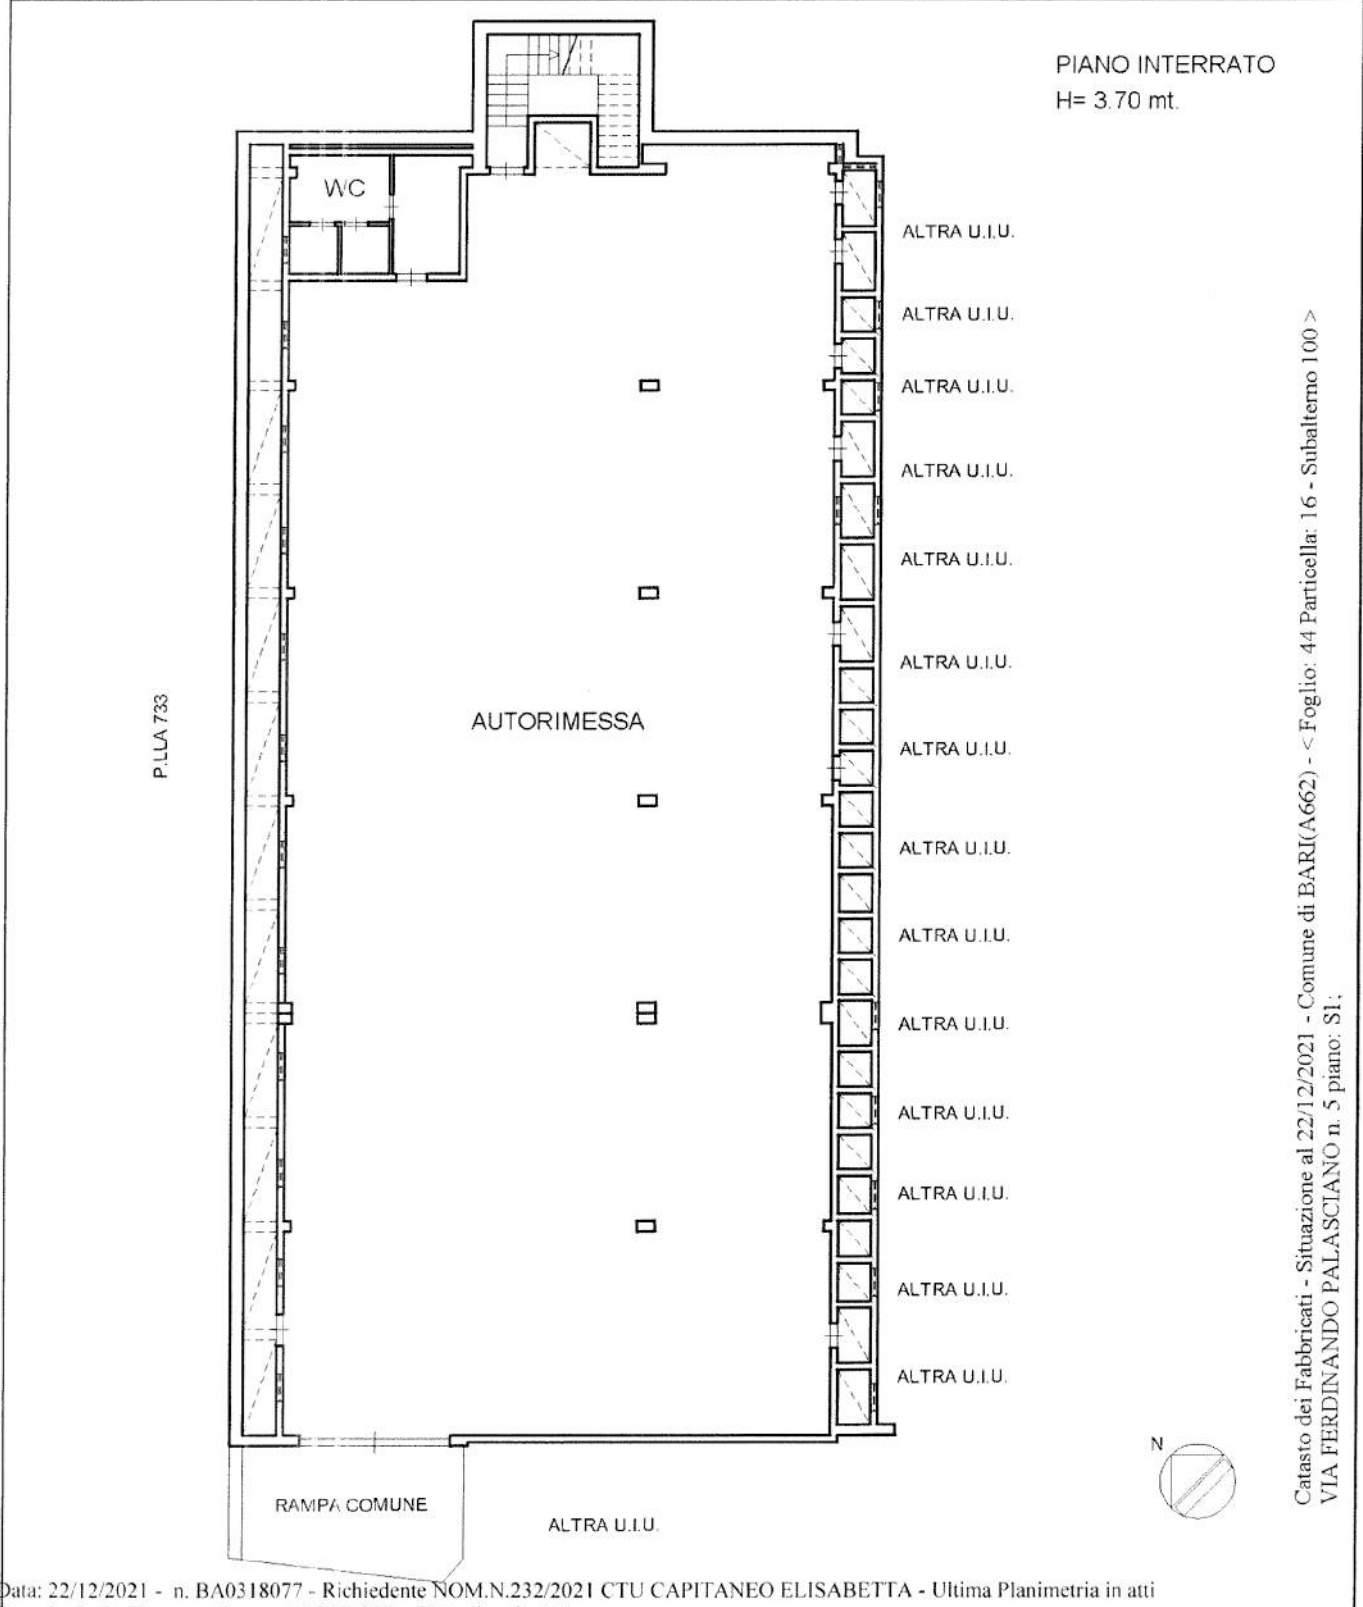 PIANO INTERRATO
H= 3.70 mt.
WC
ALTRA U.I.U.
ALTRA U.I.U.
ALTRA U.I.U.
ALTRA U.I.U.
ALTRA U.I.U.
ALTRA U.I.U.
AUTORIMESSA
P.LLA 733
ALTRA U.I.U.
ALTRA U.I.U.
ALTRA U.I.U.
ALTRA U.I.U.
ALTRA U.I.U.
ALTRA U.I.U.
ALTRA U.I.U.
ALTRA U.I.U.
N
RAMPA COMUNE
ALTRA U.I.U.
Catasto dei Fabbricati - Situazione al 22/12/2021 - Comune di BARI(A662) - < Foglio: 44 Particella: 16 - Subalterno 100 >
VIA FERDINANDO PALASCIANO n. 5 piano: S1;
Data: 22/12/2021 - n. BA0318077 - Richiedente NOM.N.232/2021 CTU CAPITANEO ELISABETTA - Ultima Planimetria in atti